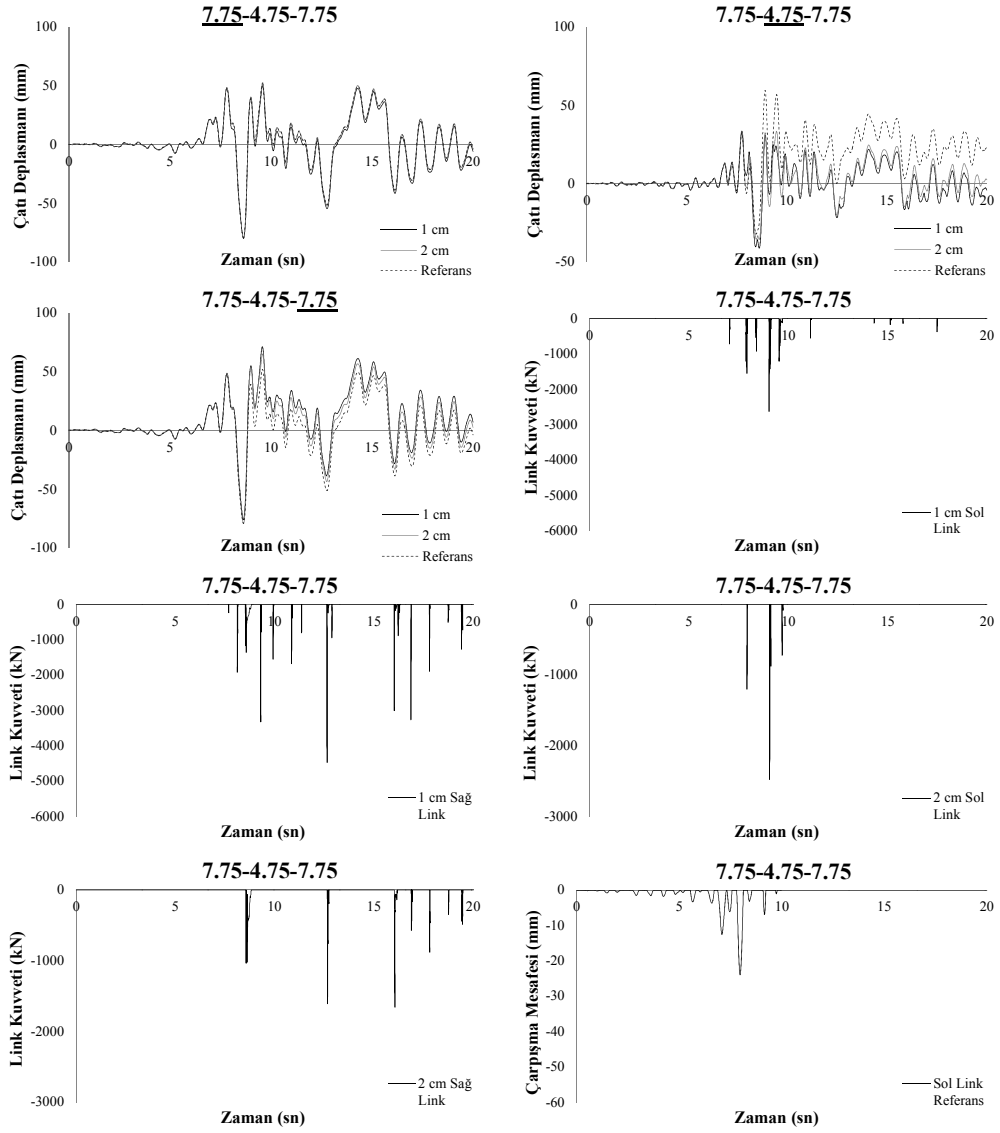 7.75-4.75-7.75
100
50
0
-50
-100
0
5
10
15
20
Çatı Deplasmanı (mm)
Zaman (sn)
1 cm
2 cm
Referans
7.75-4.75-7.75
100
50
0
-50
0
5
10
15
20
Çatı Deplasmanı (mm)
Zaman (sn)
1 cm
2 cm
Referans
7.75-4.75-7.75
100
50
0
-50
-100
0
5
10
15
20
Çatı Deplasmanı (mm)
Zaman (sn)
1 cm
2 cm
Referans
7.75-4.75-7.75
0
-1000
-2000
-3000
-4000
-5000
-6000
0
5
10
15
20
Link Kuvveti (kN)
Zaman (sn)
1 cm Sol
Link
7.75-4.75-7.75
0
-1000
-2000
-3000
-4000
-5000
-6000
0
5
10
15
20
Link Kuvveti (kN)
Zaman (sn)
1 cm Sağ
Link
7.75-4.75-7.75
0
-1000
-2000
-3000
0
5
10
15
20
Link Kuvveti (kN)
Zaman (sn)
2 cm Sol
Link
7.75-4.75-7.75
0
-1000
-2000
-3000
0
5
10
15
20
Link Kuvveti (kN)
Zaman (sn)
2 cm Sağ
Link
7.75-4.75-7.75
0
-10
-20
-30
-40
-50
-60
0
5
10
15
20
Çarpışma Mesafesi (mm)
Zaman (sn)
Sol Link
Referans